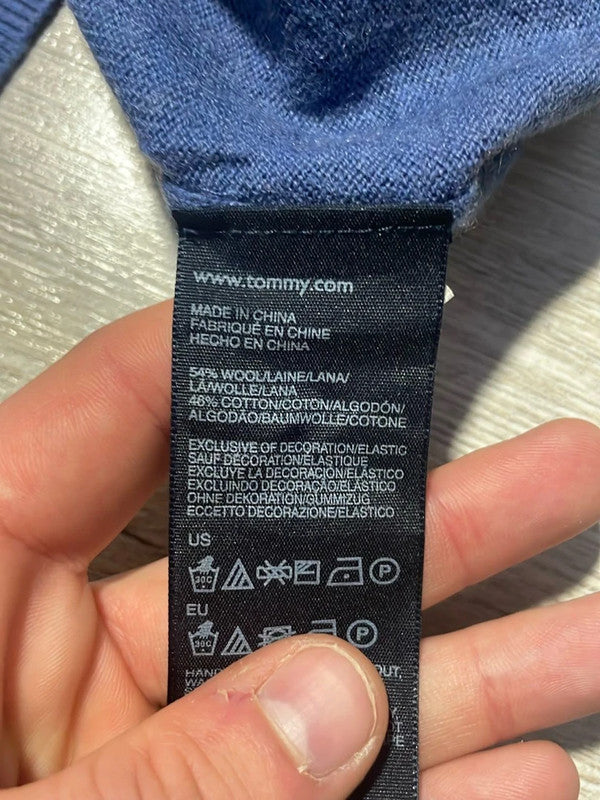 www.tommy.com
MADE IN CHINA
FABRIQUÉ EN CHINE
HECHO EN CHINA
54% WOOL/LAINE/LANA/
LÃ/WOLLE/LANA
46% COTTON/COTON/ALGODÓN/
ALGODÃO/BAUMWOLLE/COTONE
EXCLUSIVE OF DECORATION/ELASTIC
SAUF DÉCORATION/ÉLASTIQUE
EXCLUYE LA DECORACIÓN/ELÁSTICO
EXCLUINDO DECORAÇÃO/ELÁSTICO
OHNE DEKORATION/GUMMIZUG
ECCETTO DECORAZIONE/ELASTICO
US
30C P
EU
P